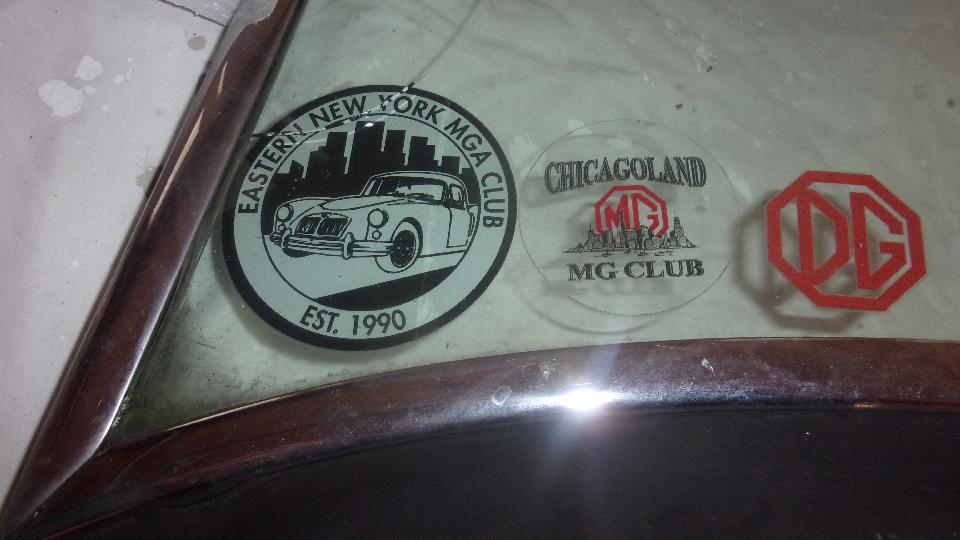 EASTERN NEW YORK MGA CLUB
EST. 1990
CHICAGOLAND
MG
MG CLUB
DG